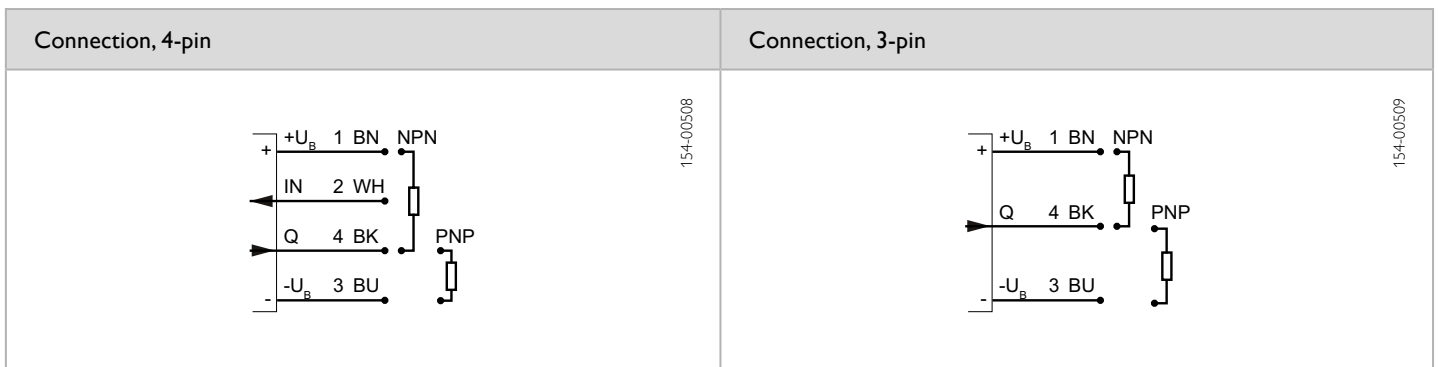 Connection, 4-pin
+U_B 1 BN NPN
+
IN 2 WH
Q 4 BK PNP
-U_B 3 BU
-
154-00508
Connection, 3-pin
+U_B 1 BN NPN
+
Q 4 BK PNP
-U_B 3 BU
-
154-00509